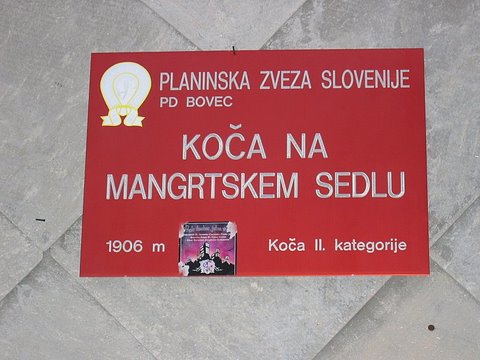 PLANINSKA ZVEZA SLOVENIJE
PD BOVEC
KOČA NA
MANGRTSKEM SEDLU
1906 m
Koča II. kategorije